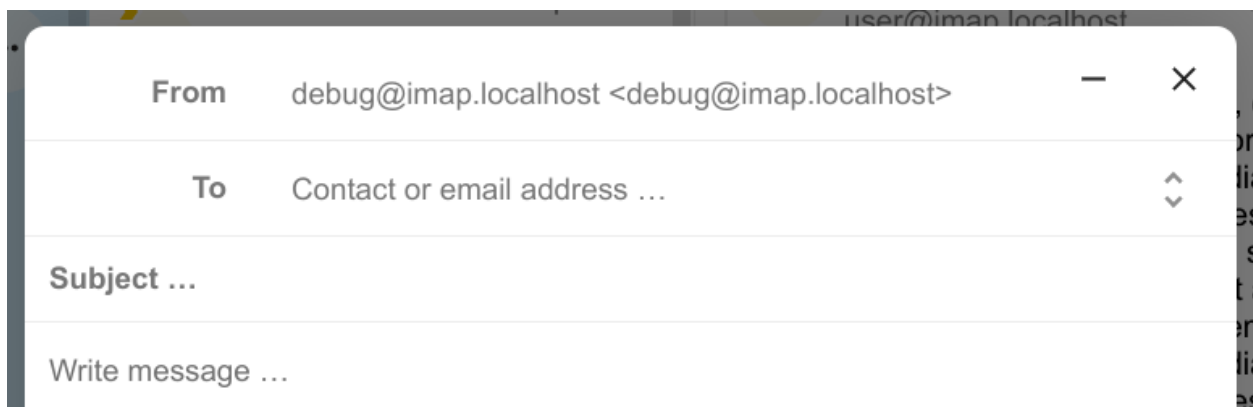 user@imap.localhost
From debug@imap.localhost <debug@imap.localhost>
To Contact or email address …
Subject …
Write message …